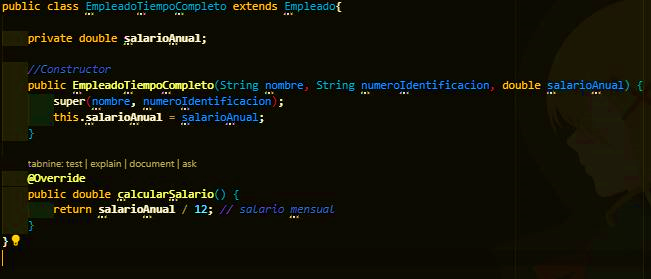 public class EmpleadoTiempoCompleto extends Empleado{
private double salarioAnual;
//Constructor
public EmpleadoTiempoCompleto(String nombre, String numeroIdentificacion, double salarioAnual) {
super(nombre, numeroIdentificacion);
this.salarioAnual = salarioAnual;
}
tabnine: test | explain | document | ask
@Override
public double calcularSalario() {
return salarioAnual / 12; // salario mensual
}
}